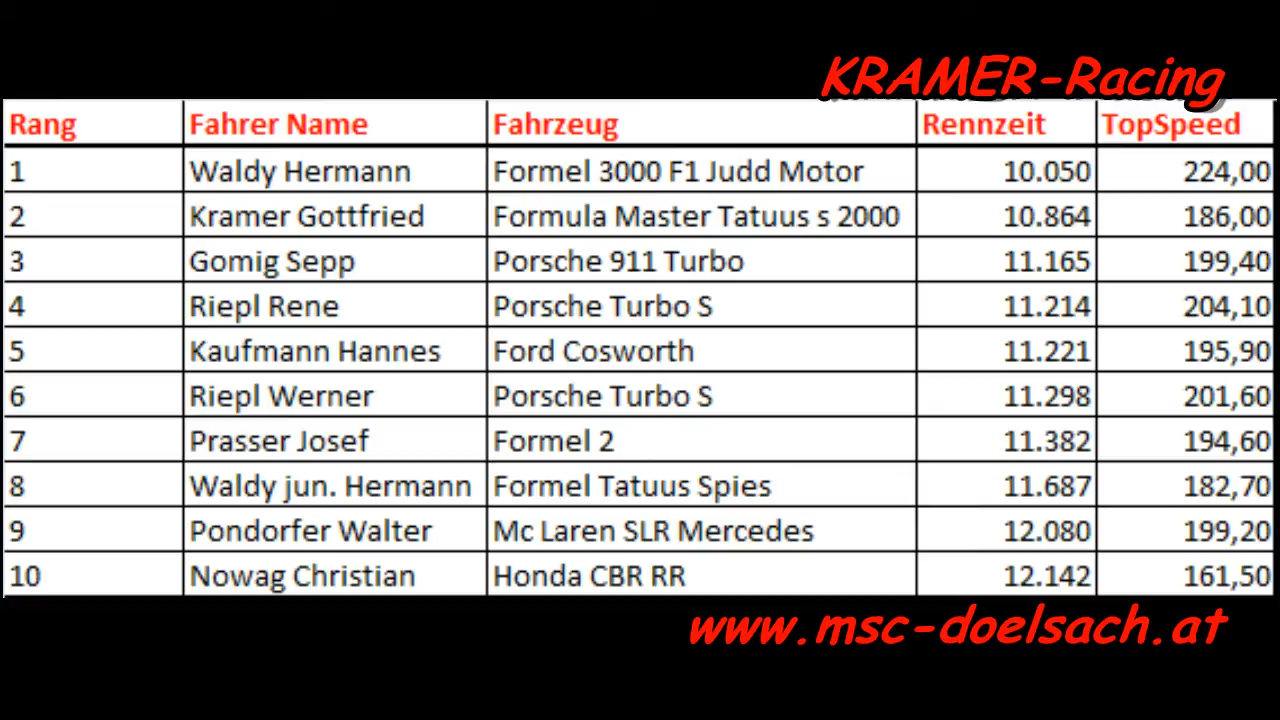 KRAMER-Racing
Rang Fahrer Name Fahrzeug Rennzeit TopSpeed
1 Waldy Hermann Formel 3000 F1 Judd Motor 10.050 224,00
2 Kramer Gottfried Formula Master Tatuus s 2000 10.864 186,00
3 Gomig Sepp Porsche 911 Turbo 11.165 199,40
4 Riepl Rene Porsche Turbo S 11.214 204,10
5 Kaufmann Hannes Ford Cosworth 11.221 195,90
6 Riepl Werner Porsche Turbo S 11.298 201,60
7 Prasser Josef Formel 2 11.382 194,60
8 Waldy jun. Hermann Formel Tatuus Spies 11.687 182,70
9 Pondorfer Walter Mc Laren SLR Mercedes 12.080 199,20
10 Nowag Christian Honda CBR RR 12.142 161,50
www.msc-doelsach.at